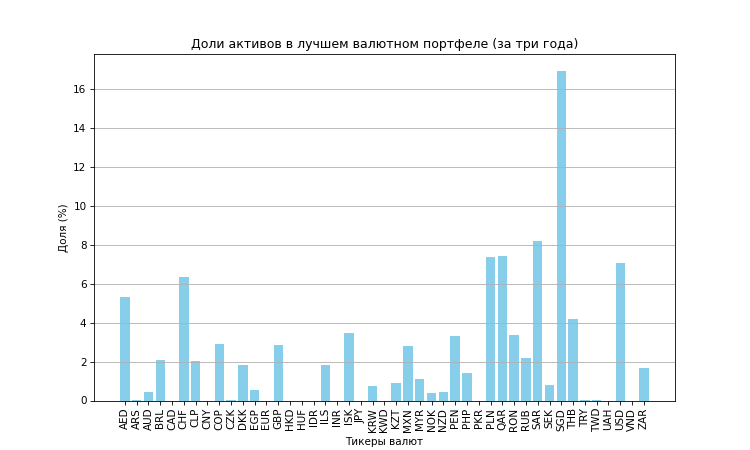 Доли активов в лучшем валютном портфеле (за три года)
Доля (%)
16
14
12
10
8
6
4
2
0
AED ARS AUD BRL CAD CHF CLP CNY COP CZK DKK EGP EUR GBP HKD HUF IDR ILS INR ISK JPY KRW KWD KZT MXN MYR NOK NZD PEN PHP PKR PLN QAR RON RUB SAR SEK SGD THB TRY TWD UAH USD VND ZAR
Тикеры валют